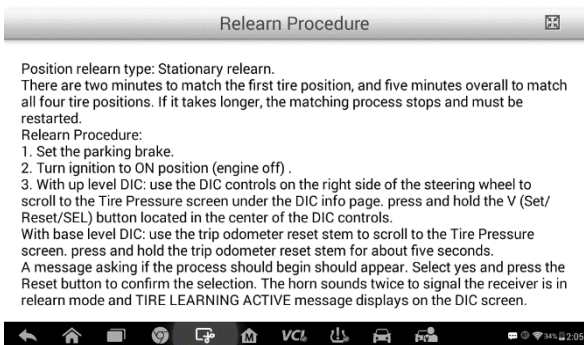 Relearn Procedure
Position relearn type: Stationary relearn.
There are two minutes to match the first tire position, and five minutes overall to match
all four tire positions. If it takes longer, the matching process stops and must be
restarted.
Relearn Procedure:
1. Set the parking brake.
2. Turn ignition to ON position (engine off) .
3. With up level DIC: use the DIC controls on the right side of the steering wheel to
scroll to the Tire Pressure screen under the DIC info page. press and hold the V (Set/
Reset/SEL) button located in the center of the DIC controls.
With base level DIC: use the trip odometer reset stem to scroll to the Tire Pressure
screen. press and hold the trip odometer reset stem for about five seconds.
A message asking if the process should begin should appear. Select yes and press the
Reset button to confirm the selection. The horn sounds twice to signal the receiver is in
relearn mode and TIRE LEARNING ACTIVE message displays on the DIC screen.
M VCI 34% 2:05